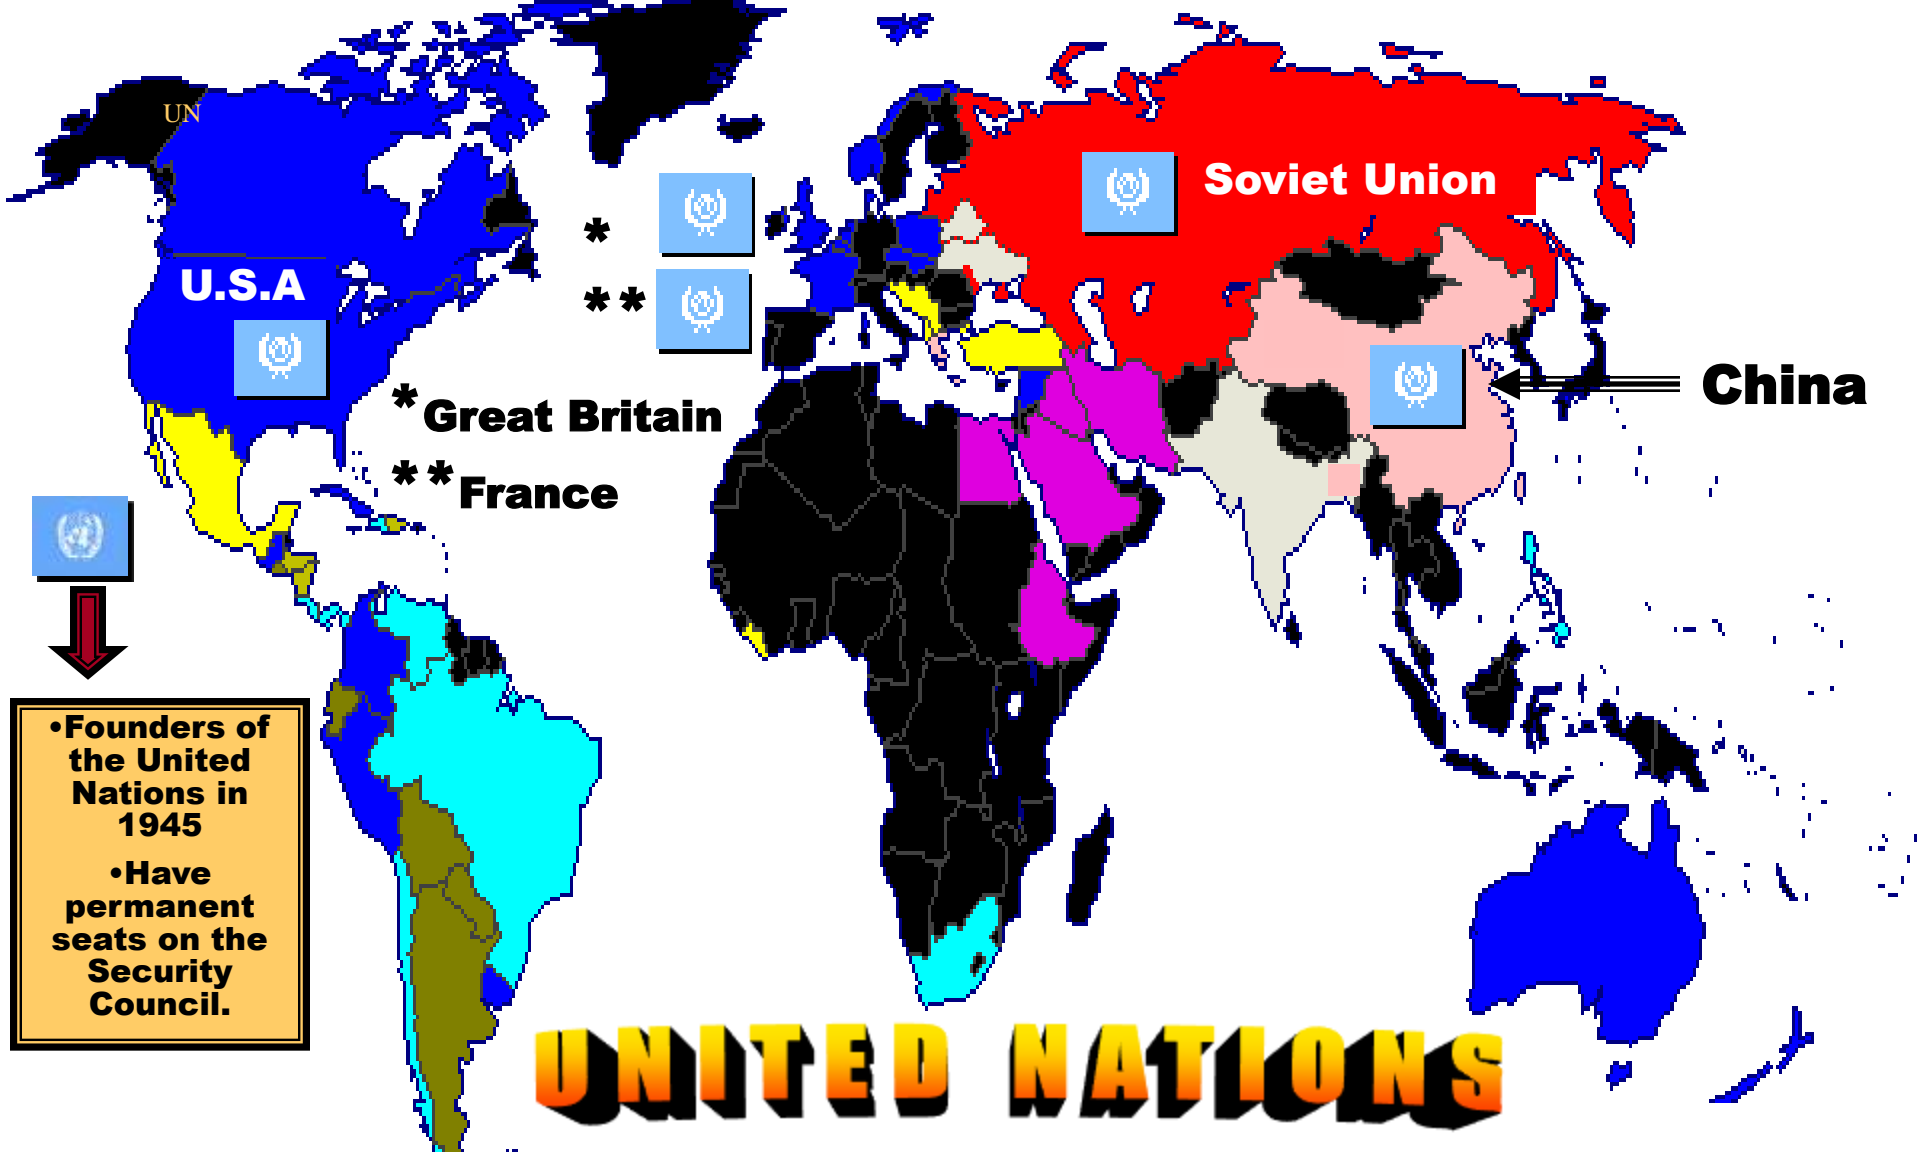 UN
Soviet Union
*
U.S.A
**
China
*Great Britain
**France
•Founders of
the United
Nations in
1945
•Have
permanent
seats on the
Security
Council.
UNITED NATIONS